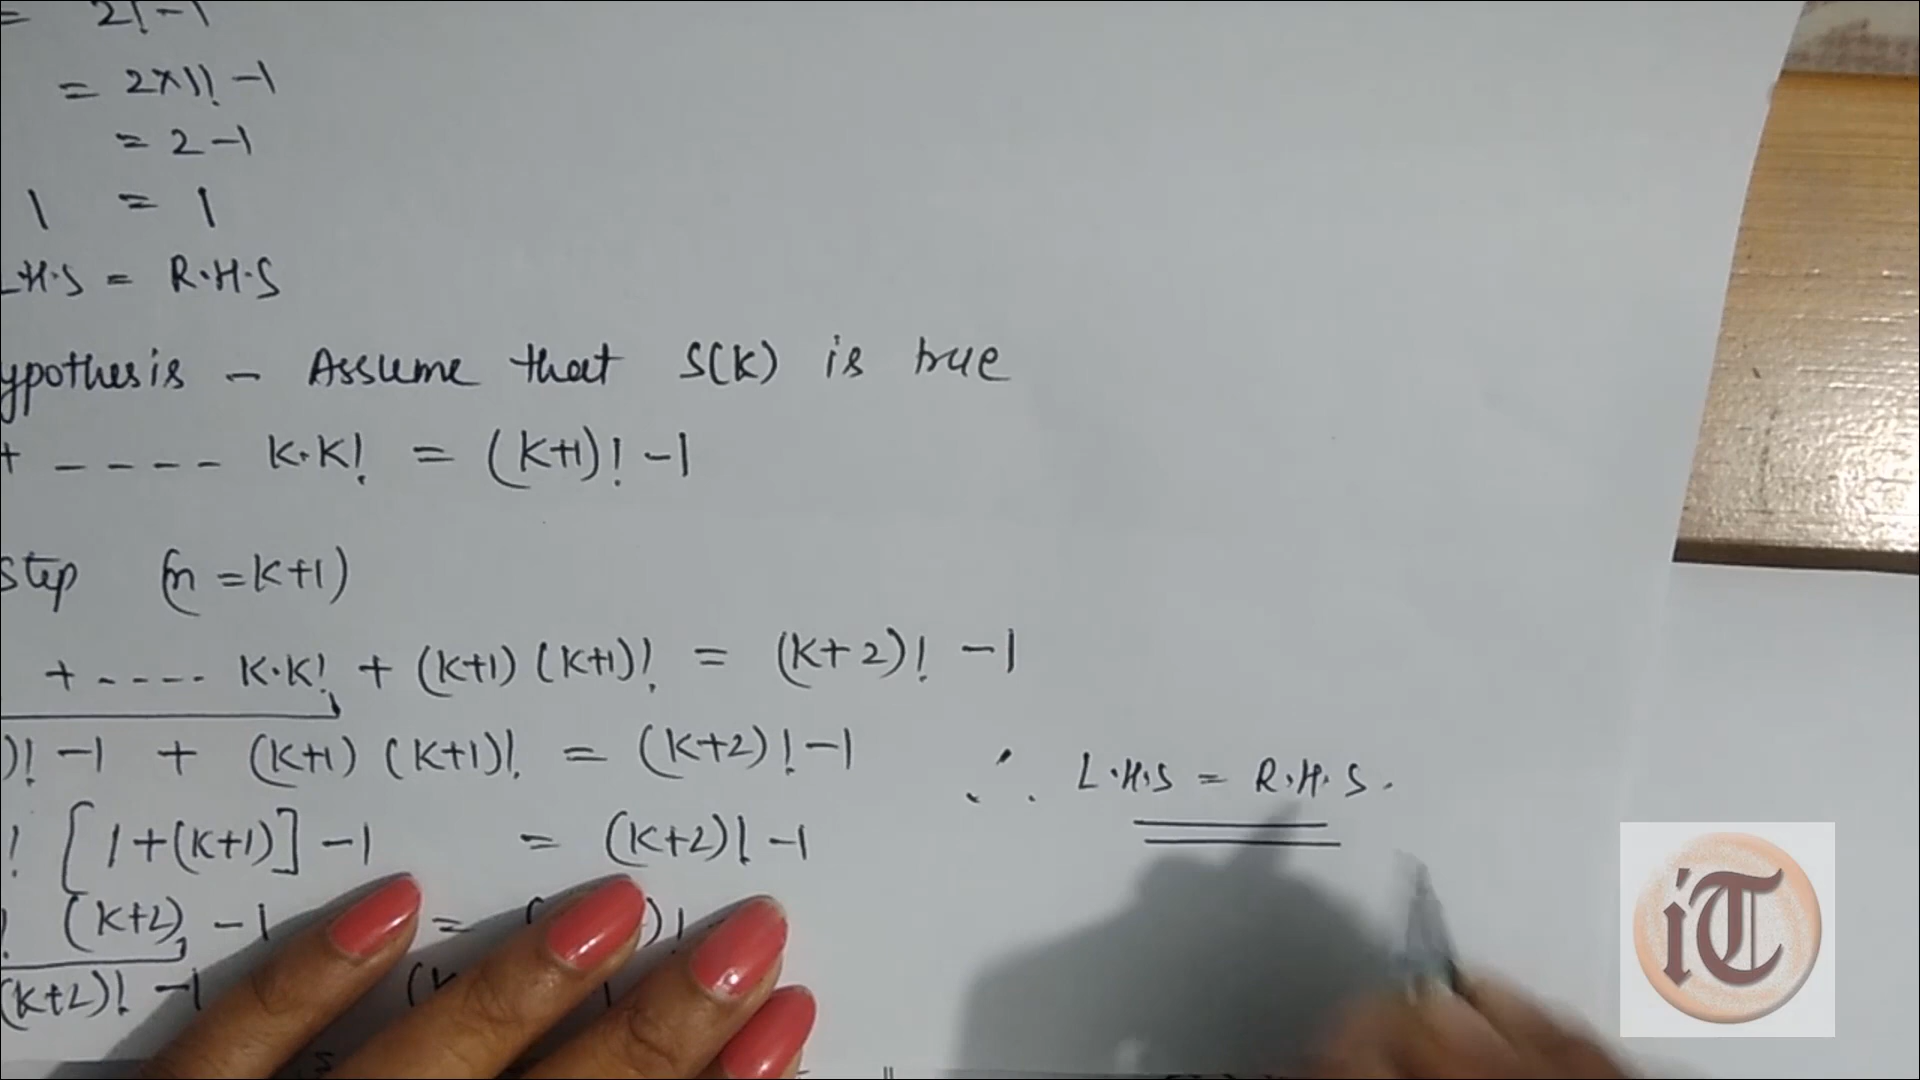 = 2! - 1
= 2×1! - 1
= 2 - 1
1 = 1
L.H.S = R.H.S
ypothesis - Assume that S(K) is true
+ ---- K.K! = (K+1)! - 1
step (n = K+1)
+ ---- K.K! + (K+1) (K+1)! = (K+2)! - 1
)! - 1 + (K+1) (K+1)! = (K+2)! - 1
∴ L.H.S = R.H.S.
! [1+(K+1)] - 1 = (K+2)! - 1
! (K+2) - 1 = ( )!
(K+2)! - 1 (K
iT